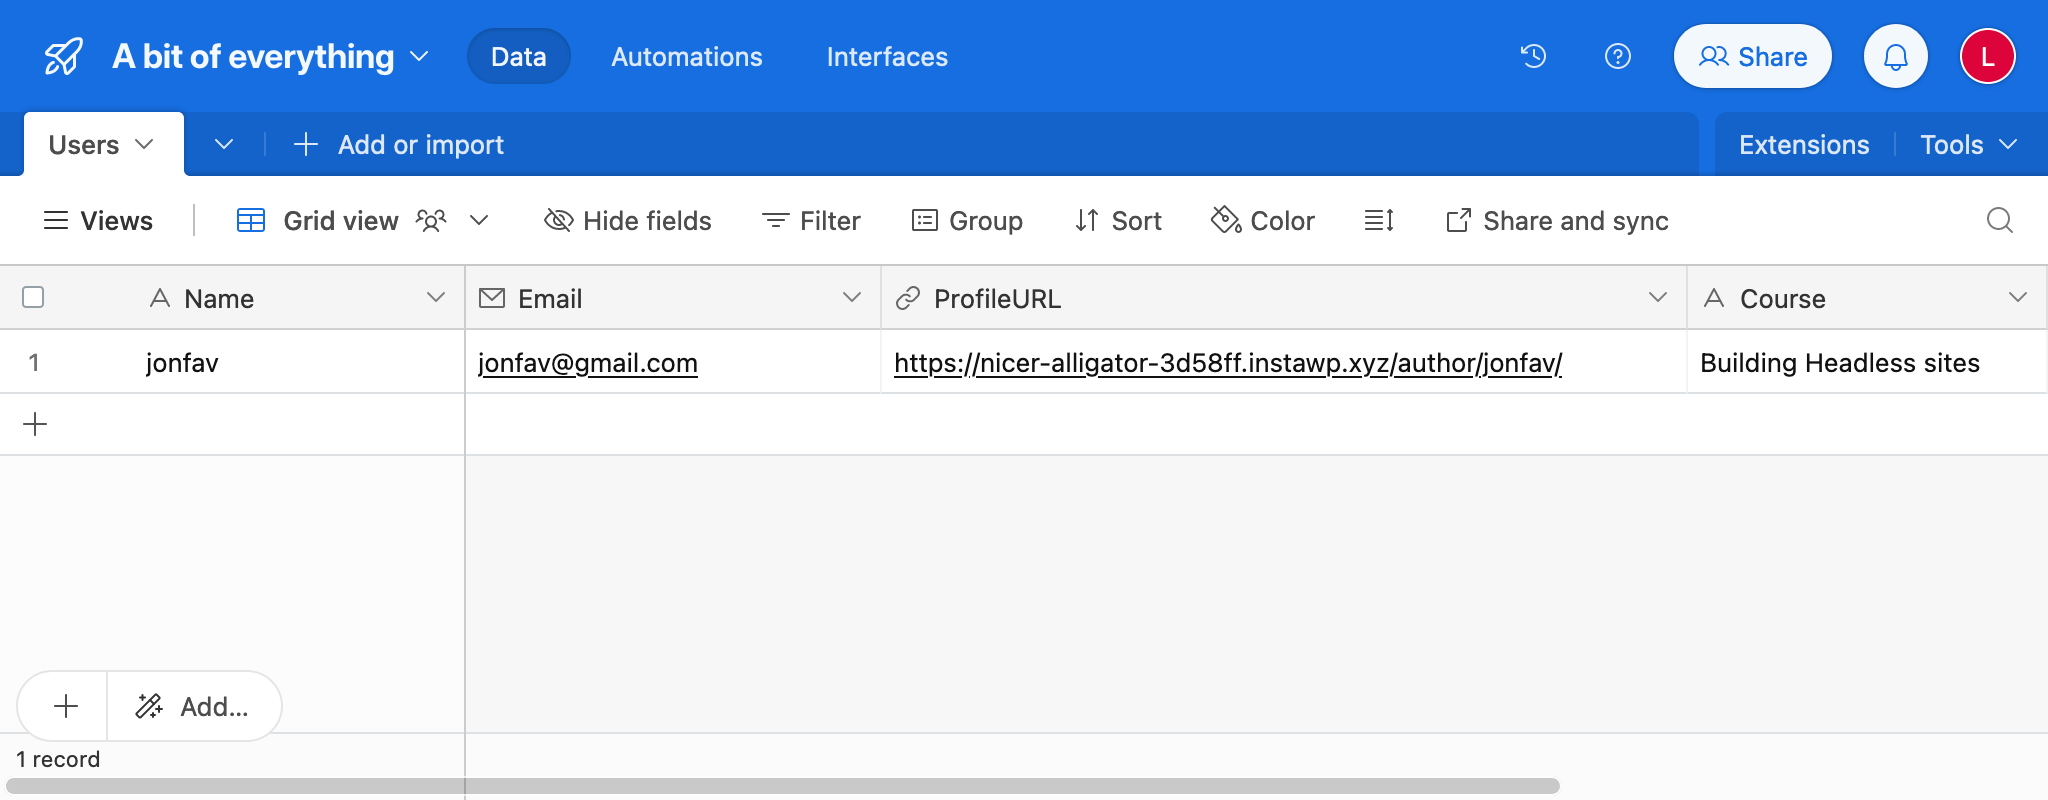 A bit of everything Data Automations Interfaces Share L
Users Add or import Extensions Tools
Views Grid view Hide fields Filter Group Sort Color Share and sync
Name Email ProfileURL Course
1 jonfav jonfav@gmail.com https://nicer-alligator-3d58ff.instawp.xyz/author/jonfav/ Building Headless sites
Add...
1 record